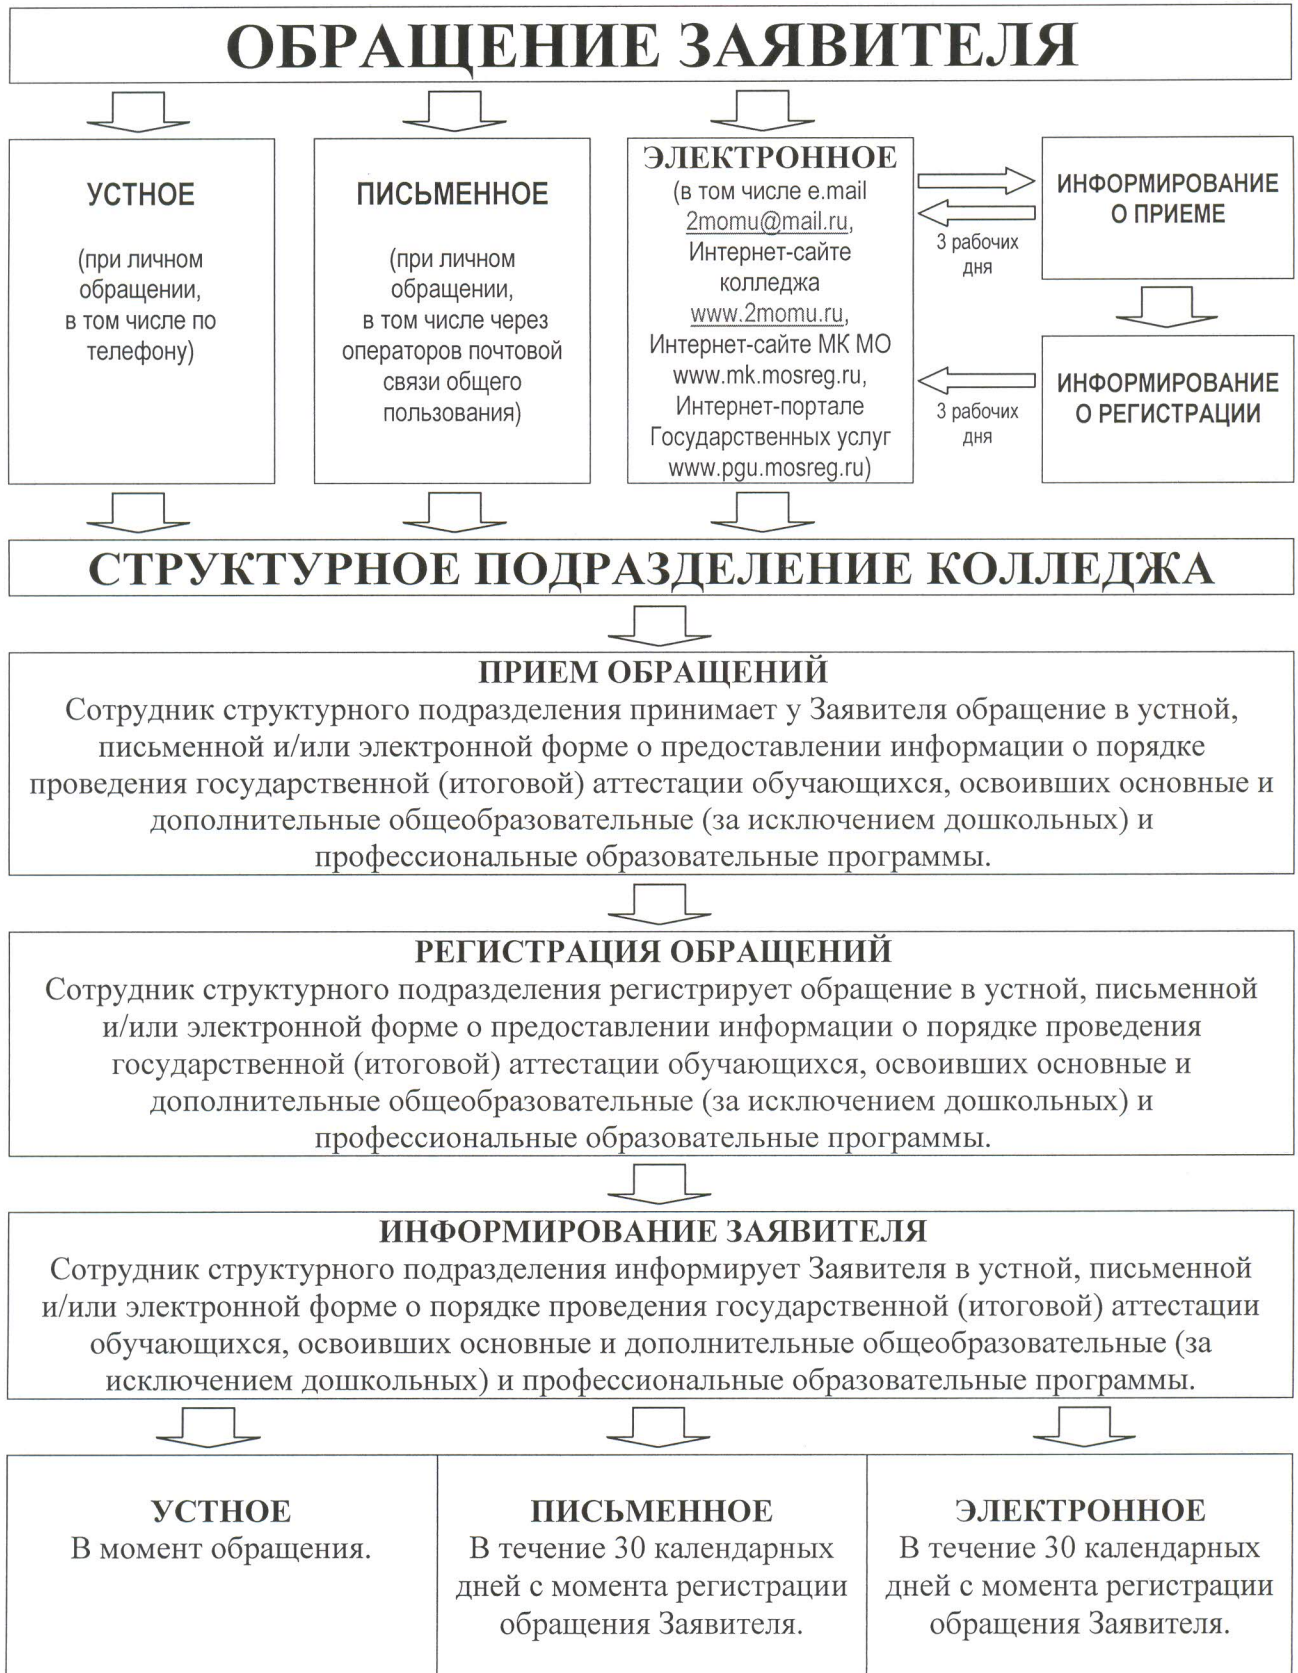 ОБРАЩЕНИЕ ЗАЯВИТЕЛЯ
УСТНОЕ
(при личном
обращении,
в том числе по
телефону)
ПИСЬМЕННОЕ
(при личном
обращении,
в том числе через
операторов почтовой
связи общего
пользования)
ЭЛЕКТРОННОЕ
(в том числе e.mail
2momu@mail.ru,
Интернет-сайте
колледжа
www.2momu.ru,
Интернет-сайте МК МО
www.mk.mosreg.ru,
Интернет-портале
Государственных услуг
www.pgu.mosreg.ru)
3 рабочих
дня
ИНФОРМИРОВАНИЕ
О ПРИЕМЕ
3 рабочих
дня
ИНФОРМИРОВАНИЕ
О РЕГИСТРАЦИИ
СТРУКТУРНОЕ ПОДРАЗДЕЛЕНИЕ КОЛЛЕДЖА
ПРИЕМ ОБРАЩЕНИЙ
Сотрудник структурного подразделения принимает у Заявителя обращение в устной,
письменной и/или электронной форме о предоставлении информации о порядке
проведения государственной (итоговой) аттестации обучающихся, освоивших основные и
дополнительные общеобразовательные (за исключением дошкольных) и
профессиональные образовательные программы.
РЕГИСТРАЦИЯ ОБРАЩЕНИЙ
Сотрудник структурного подразделения регистрирует обращение в устной, письменной
и/или электронной форме о предоставлении информации о порядке проведения
государственной (итоговой) аттестации обучающихся, освоивших основные и
дополнительные общеобразовательные (за исключением дошкольных) и
профессиональные образовательные программы.
ИНФОРМИРОВАНИЕ ЗАЯВИТЕЛЯ
Сотрудник структурного подразделения информирует Заявителя в устной, письменной
и/или электронной форме о порядке проведения государственной (итоговой) аттестации
обучающихся, освоивших основные и дополнительные общеобразовательные (за
исключением дошкольных) и профессиональные образовательные программы.
УСТНОЕ
В момент обращения.
ПИСЬМЕННОЕ
В течение 30 календарных
дней с момента регистрации
обращения Заявителя.
ЭЛЕКТРОННОЕ
В течение 30 календарных
дней с момента регистрации
обращения Заявителя.